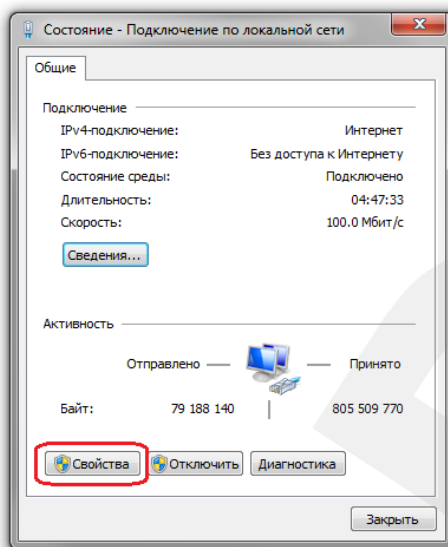 Состояние - Подключение по локальной сети
Общие
Подключение
IPv4-подключение: Интернет
IPv6-подключение: Без доступа к Интернету
Состояние среды: Подключено
Длительность: 04:47:33
Скорость: 100.0 Мбит/с
Сведения...
Активность
Отправлено — — Принято
Байт: 79 188 140 | 805 509 770
Свойства Отключить Диагностика
Закрыть